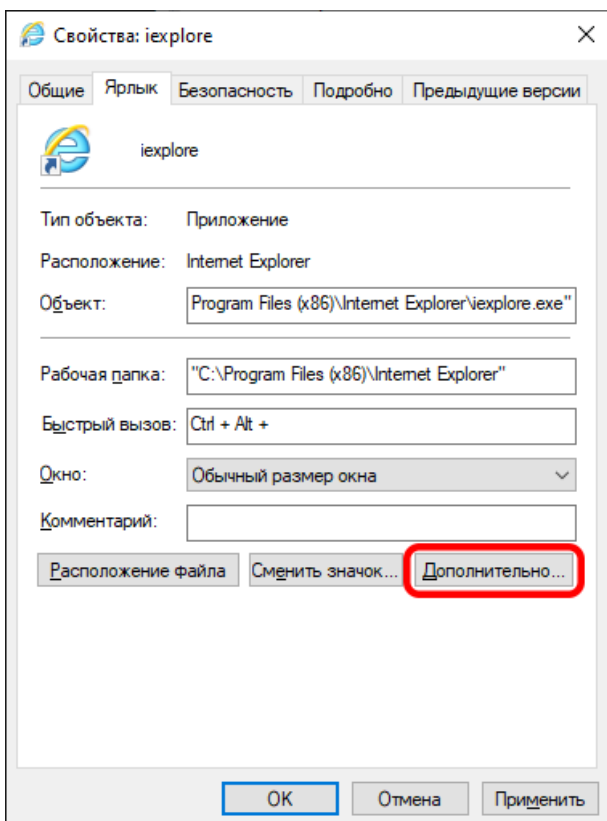 Свойства: iexplore
Общие Ярлык Безопасность Подробно Предыдущие версии
iexplore
Тип объекта: Приложение
Расположение: Internet Explorer
Объект: Program Files (x86)\Internet Explorer\iexplore.exe"
Рабочая папка: "C:\Program Files (x86)\Internet Explorer"
Быстрый вызов: Ctrl + Alt +
Окно: Обычный размер окна
Комментарий:
Расположение файла Сменить значок... Дополнительно...
OK Отмена Применить